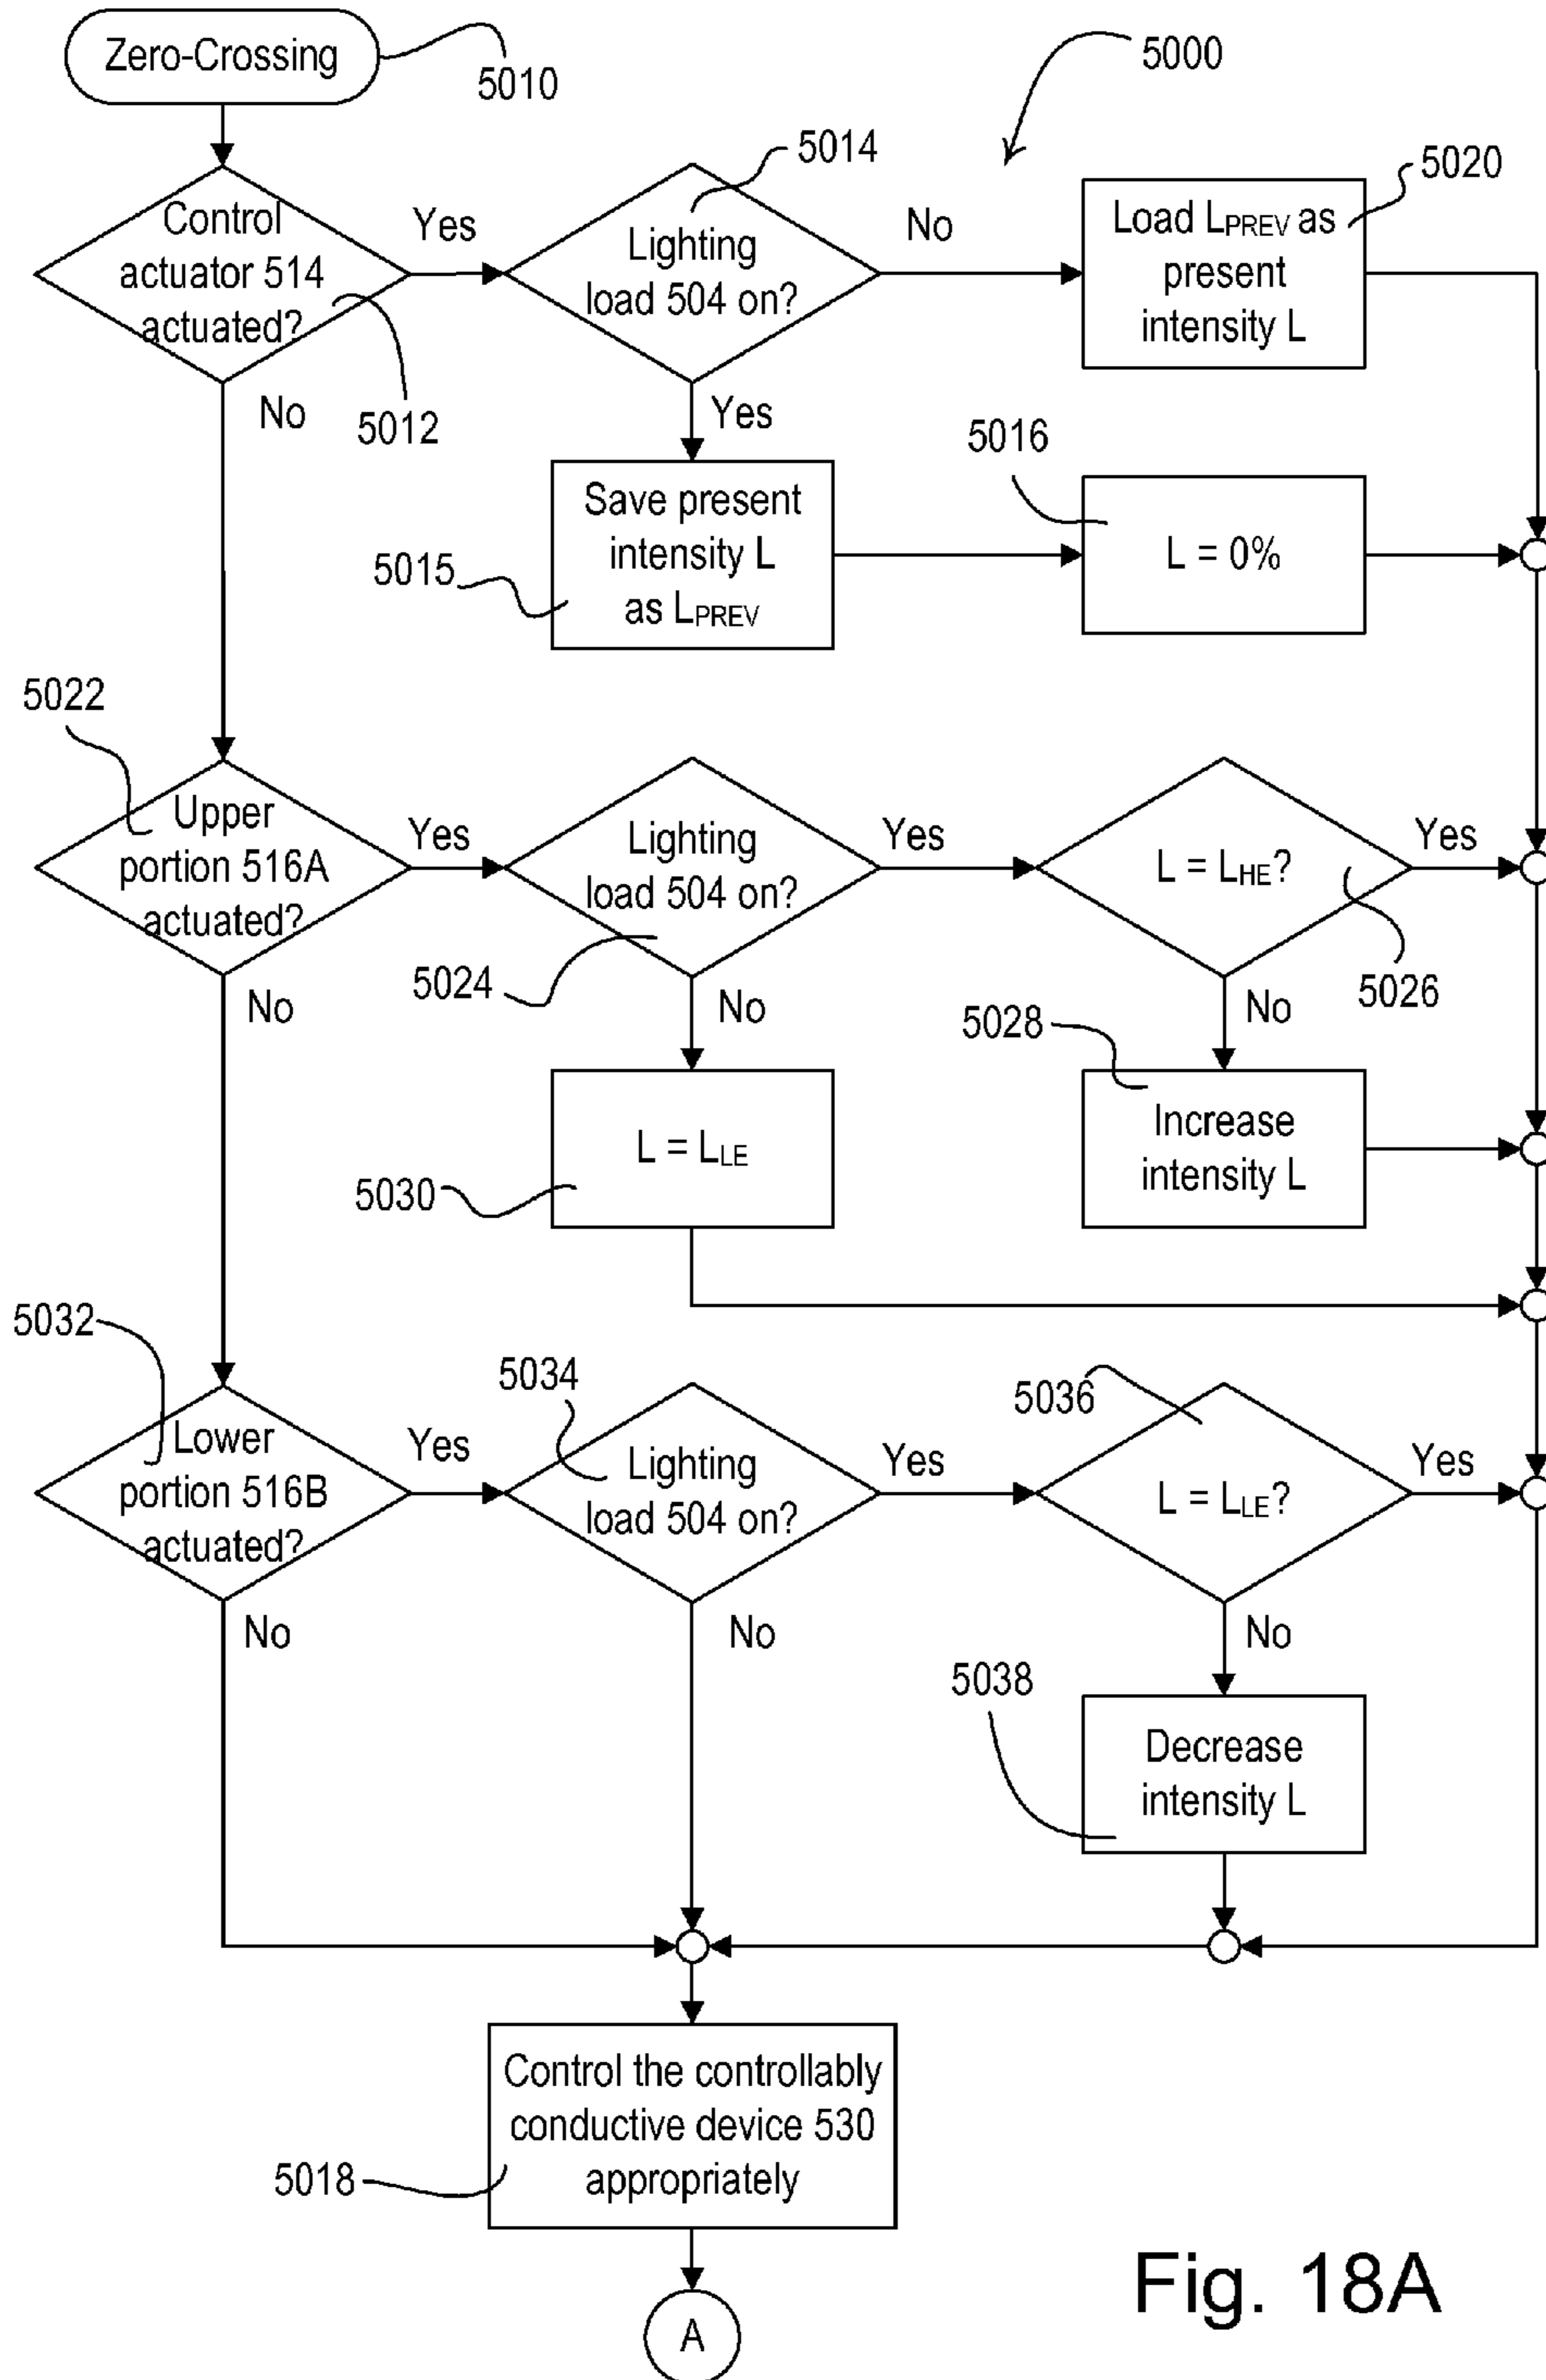 Zero-Crossing
5010
5000
Control
actuator 514
actuated?
5012
Yes
No
Lighting
load 504 on?
5014
No
Yes
Load LPREV as
present
intensity L
5020
Save present
intensity L
as LPREV
5015
L = 0%
5016
Upper
portion 516A
actuated?
5022
Yes
No
Lighting
load 504 on?
5024
Yes
No
L = LHE?
5026
Yes
No
L = LLE
5030
Increase
intensity L
5028
Lower
portion 516B
actuated?
5032
Yes
No
Lighting
load 504 on?
5034
Yes
No
L = LLE?
5036
Yes
No
Decrease
intensity L
5038
Control the controllably
conductive device 530
appropriately
5018
A
Fig. 18A